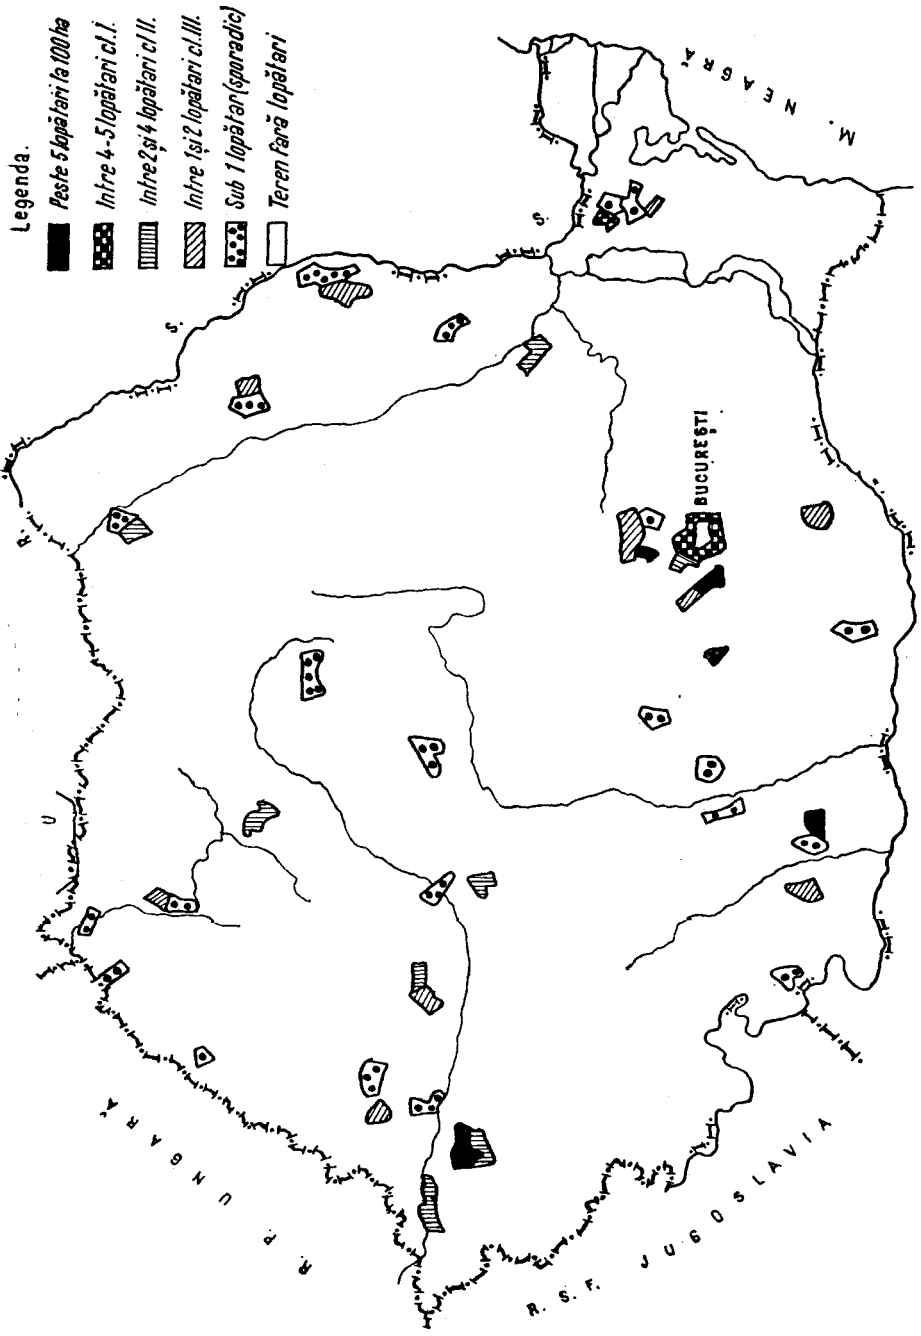 Legenda.
Peste 5 lopătari la 100 ha
Intre 4-5 lopătari cl. I.
Intre 2 și 4 lopătari cl II.
Intre 1 și 2 lopătari cl. III.
Sub 1 lopătar (sporadic)
Teren fără lopătari
U. R. S. S.
M. NEAGRĂ
BUCUREȘTI
R. P. UNGARĂ
R. S. F. JUGOSLAVIA